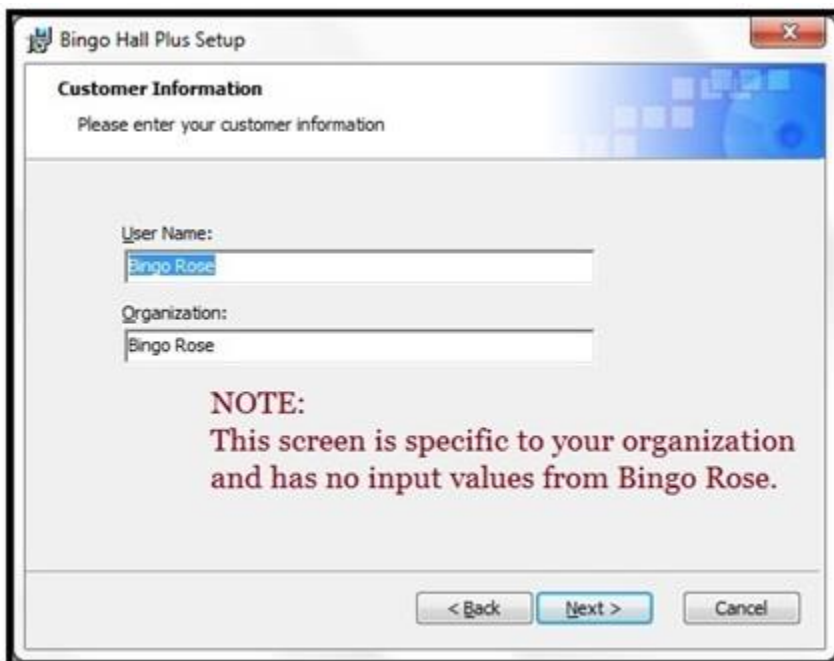 Bingo Hall Plus Setup
Customer Information
Please enter your customer information
User Name:
Bingo Rose
Organization:
Bingo Rose
NOTE:
This screen is specific to your organization
and has no input values from Bingo Rose.
< Back Next > Cancel